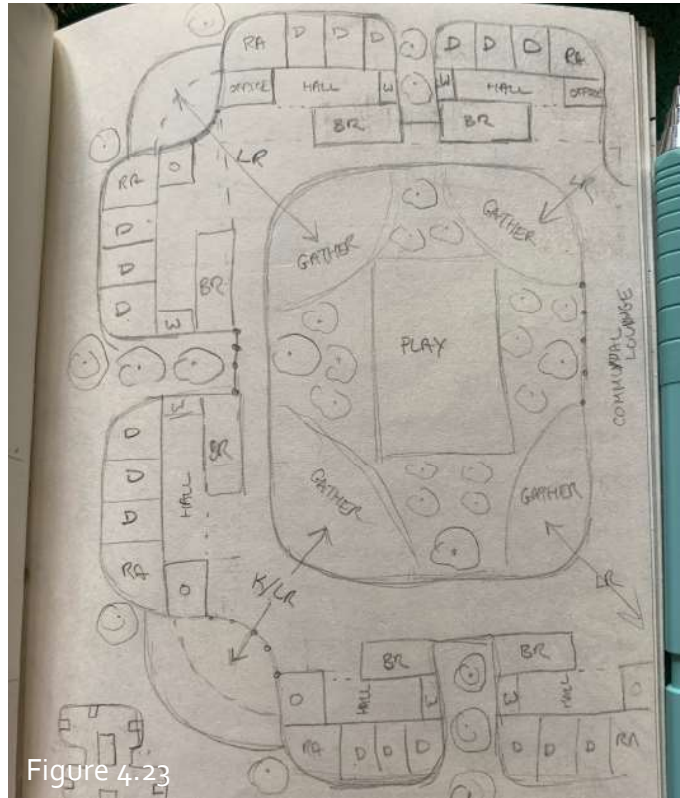 RA D D D
D D D RA
OFFICE HALL W
W HALL OFFICE
BR
BR
LR
LR
RA O
D
D
D
BR
W
GATHER
GATHER
PLAY
COMMUNAL
LOUNGE
W
D
D
D
RA
HALL
BR
O
GATHER
GATHER
K/LR
BR
BR
O HALL W
W HALL O
RA D D D
D D D RA
Figure 4.23